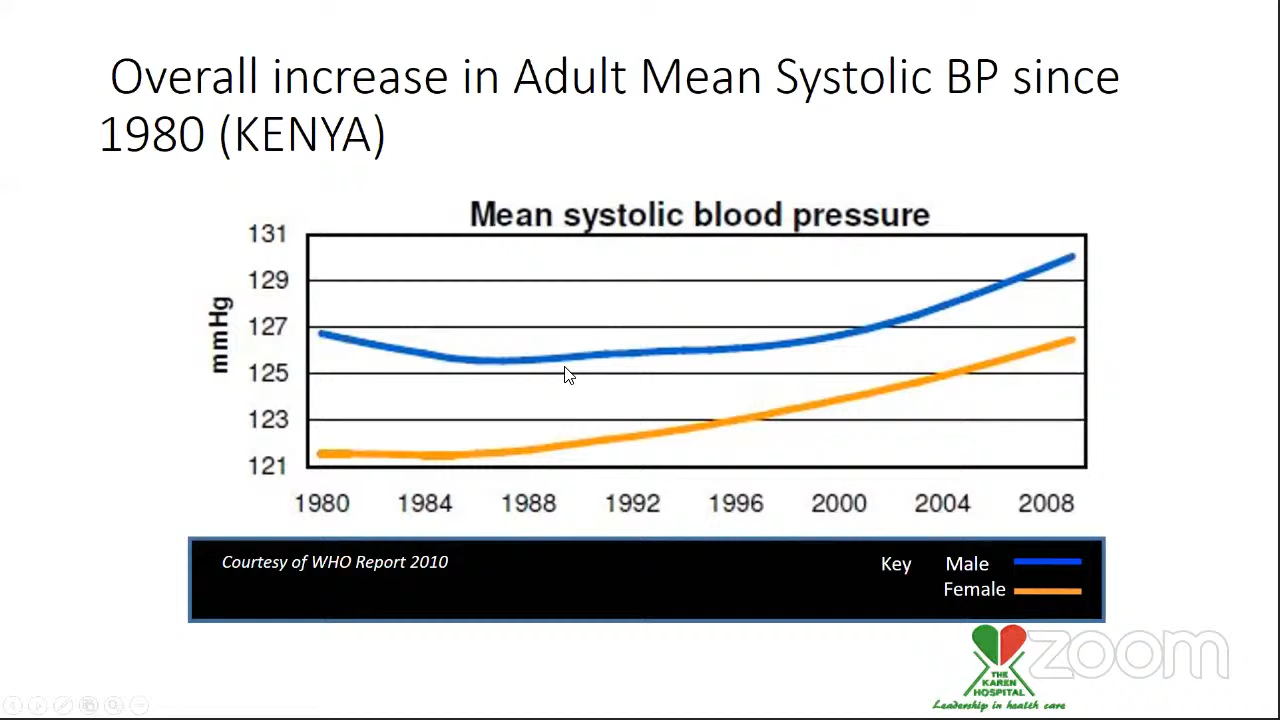 Overall increase in Adult Mean Systolic BP since
1980 (KENYA)
Mean systolic blood pressure
mmHg
131
129
127
125
123
121
1980 1984 1988 1992 1996 2000 2004 2008
Courtesy of WHO Report 2010
Key Male
Female
zoom
THE
KAREN
HOSPITAL
Leadership in health care